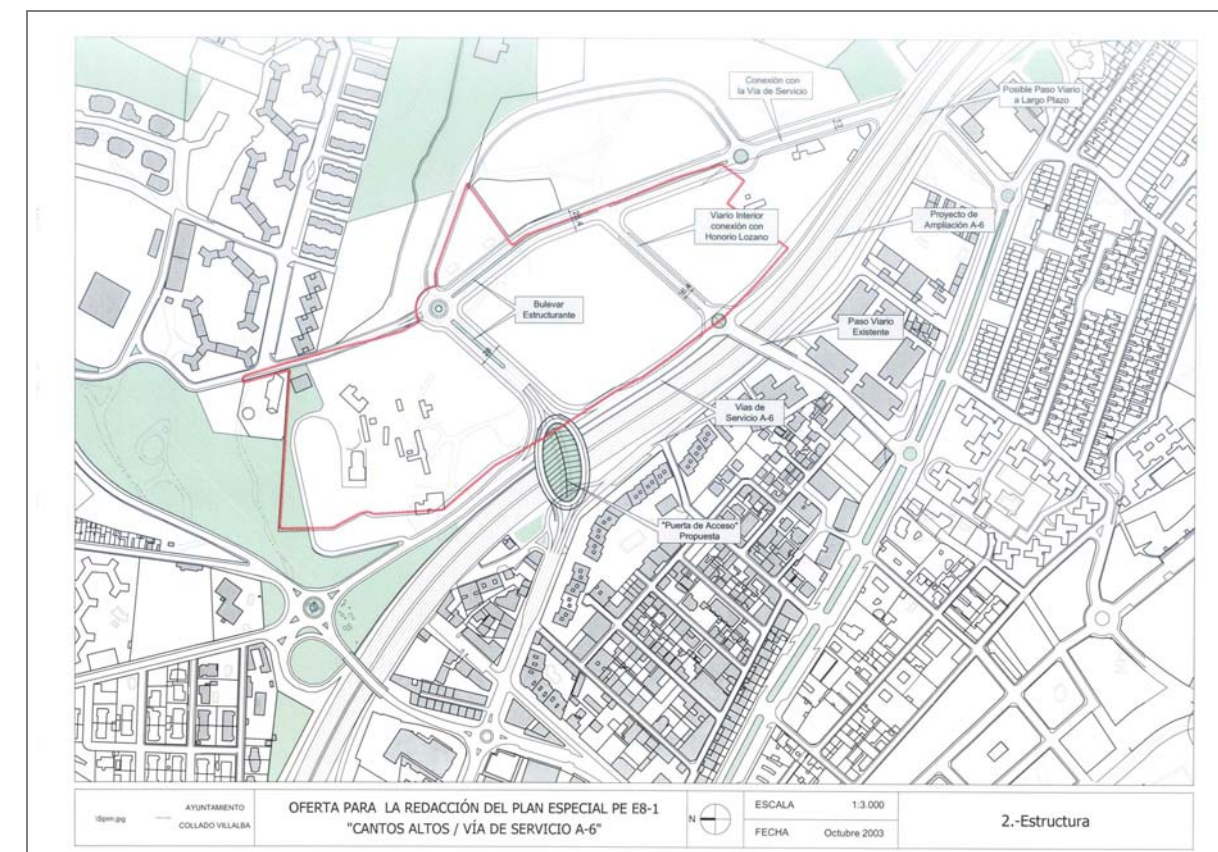 Conexión con
la Vía de Servicio
Posible Paso Viario
a Largo Plazo
Viario Interior
conexión con
Honorio Lozano
Proyecto de
Ampliación A-6
Bulevar
Estructurante
Paso Viario
Existente
Vías de
Servicio A-6
"Puerta de Acceso"
Propuesta
AYUNTAMIENTO
COLLADO VILLALBA
OFERTA PARA LA REDACCIÓN DEL PLAN ESPECIAL PE E8-1
"CANTOS ALTOS / VÍA DE SERVICIO A-6"
N
ESCALA 1:3.000
FECHA Octubre 2003
2.-Estructura